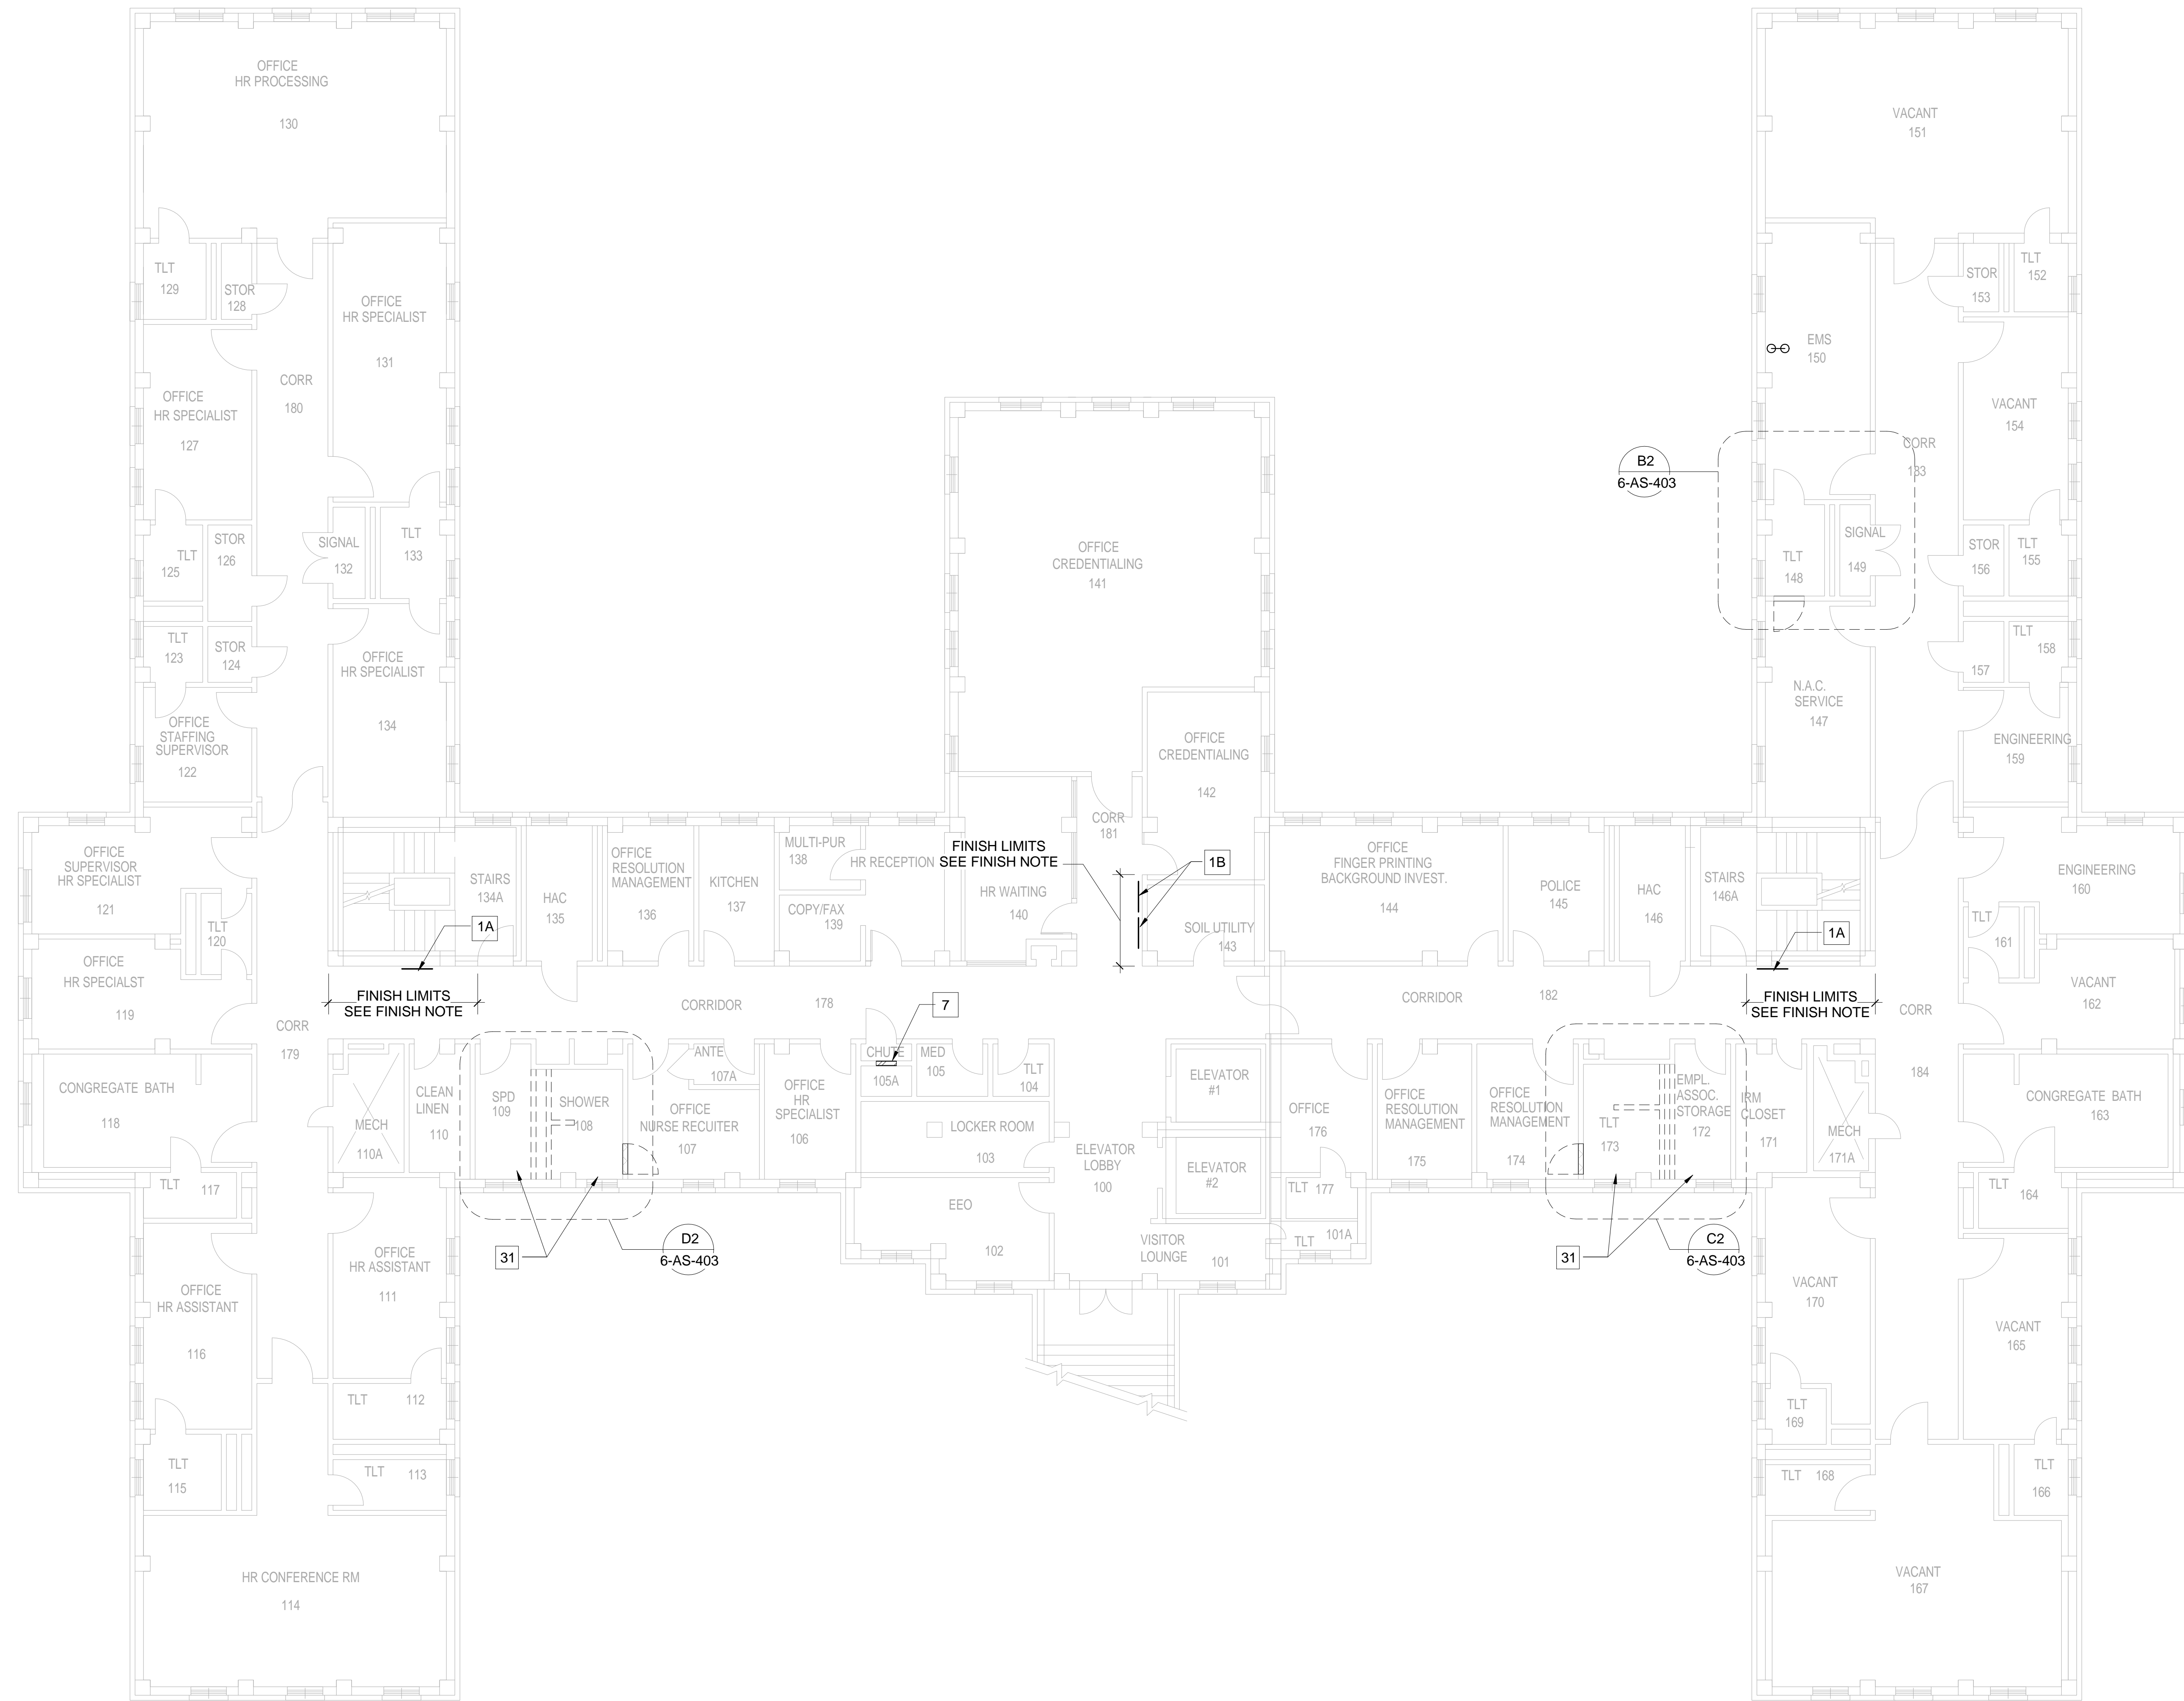 OFFICE
HR PROCESSING
130
VACANT
151
TLT
129
STOR
128
OFFICE
HR SPECIALIST
131
STOR
153
TLT
152
EMS
150
CORR
180
OFFICE
HR SPECIALIST
127
VACANT
154
CORR
183
B2
6-AS-403
SIGNAL
132
TLT
133
STOR
126
TLT
125
OFFICE
CREDENTIALING
141
SIGNAL
149
TLT
148
STOR
156
TLT
155
TLT
123
STOR
124
OFFICE
HR SPECIALIST
134
157
TLT
158
OFFICE
STAFFING
SUPERVISOR
122
N.A.C.
SERVICE
147
OFFICE
CREDENTIALING
142
ENGINEERING
159
CORR
181
OFFICE
SUPERVISOR
HR SPECIALIST
121
STAIRS
134A
HAC
135
OFFICE
RESOLUTION
MANAGEMENT
136
KITCHEN
137
MULTI-PUR
138
HR RECEPTION
COPY/FAX
139
FINISH LIMITS
SEE FINISH NOTE
HR WAITING
140
1B
SOIL UTILITY
143
OFFICE
FINGER PRINTING
BACKGROUND INVEST.
144
POLICE
145
HAC
146
STAIRS
146A
ENGINEERING
160
TLT
120
1A
1A
TLT
161
OFFICE
HR SPECIALST
119
FINISH LIMITS
SEE FINISH NOTE
CORRIDOR
178
7
CORRIDOR
182
FINISH LIMITS
SEE FINISH NOTE
VACANT
162
CORR
179
CORR
184
CONGREGATE BATH
118
MECH
110A
CLEAN
LINEN
110
SPD
109
SHOWER
108
ANTE
107A
OFFICE
NURSE RECUITER
107
OFFICE
HR
SPECIALIST
106
CHUTE
105A
MED
105
TLT
104
LOCKER ROOM
103
ELEVATOR
#1
ELEVATOR
LOBBY
100
ELEVATOR
#2
OFFICE
176
OFFICE
RESOLUTION
MANAGEMENT
175
OFFICE
RESOLUTION
MANAGEMENT
174
TLT
173
EMPL.
ASSOC.
STORAGE
172
IRM
CLOSET
171
MECH
171A
CONGREGATE BATH
163
TLT
117
TLT
177
TLT
164
EEO
102
VISITOR
LOUNGE
101
TLT
101A
31
D2
6-AS-403
31
C2
6-AS-403
OFFICE
HR ASSISTANT
111
OFFICE
HR ASSISTANT
116
VACANT
170
VACANT
165
TLT
112
TLT
169
TLT
115
TLT
113
TLT
168
TLT
166
HR CONFERENCE RM
114
VACANT
167